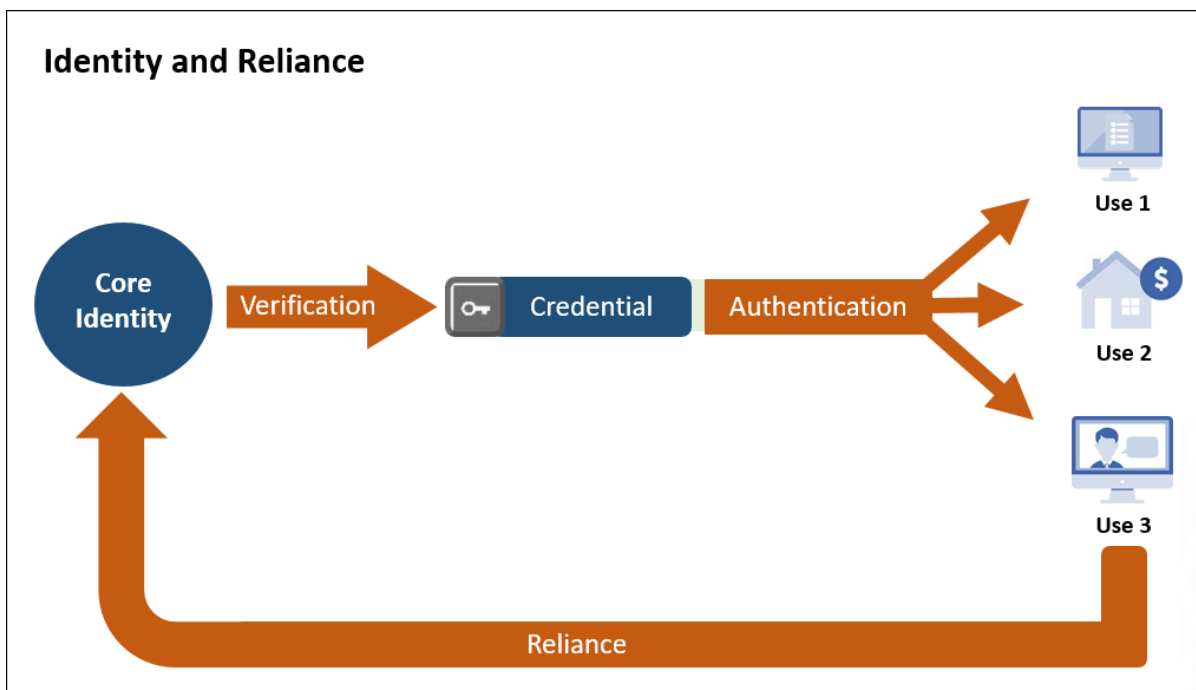 Identity and Reliance
Use 1
Core
Identity
Verification
Credential
Authentication
$
Use 2
Use 3
Reliance